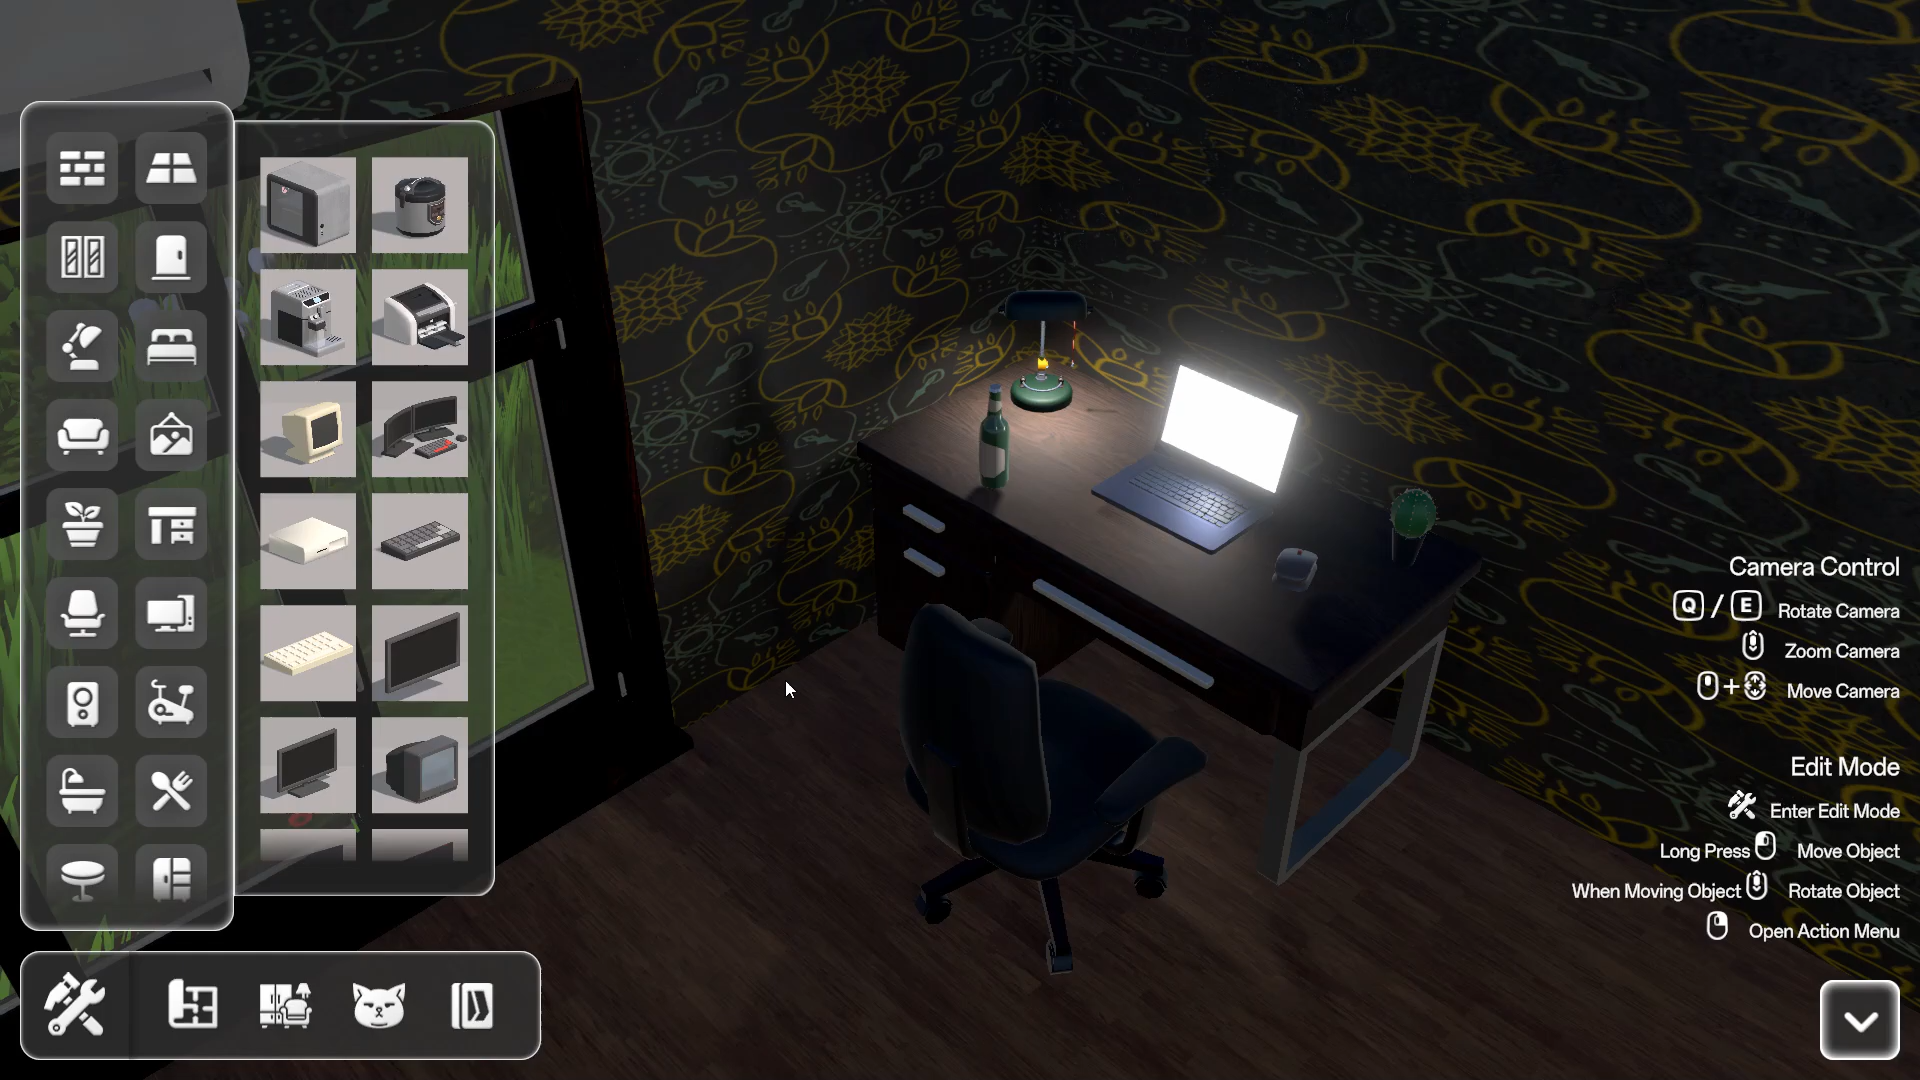 Camera Control
Q / E Rotate Camera
Zoom Camera
+ Move Camera
Edit Mode
Enter Edit Mode
Long Press Move Object
When Moving Object Rotate Object
Open Action Menu